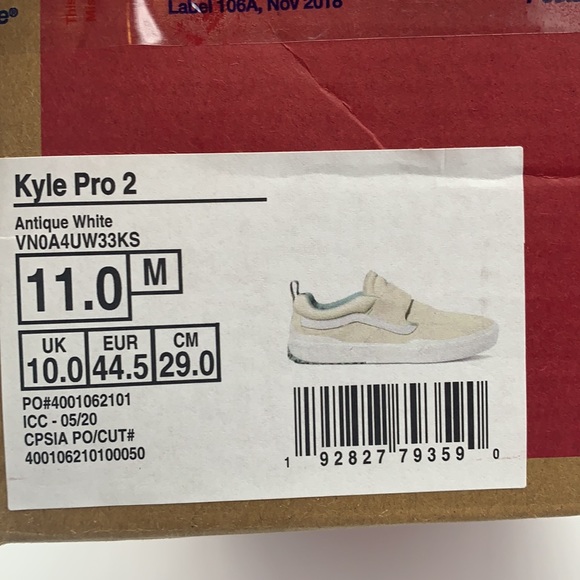 e®
Label 106A, Nov 2018
Kyle Pro 2
Antique White
VN0A4UW33KS
11.0 M
UK EUR CM
10.0 44.5 29.0
PO#4001062101
ICC - 05/20
CPSIA PO/CUT#
400106210100050
1 92827 79359 0